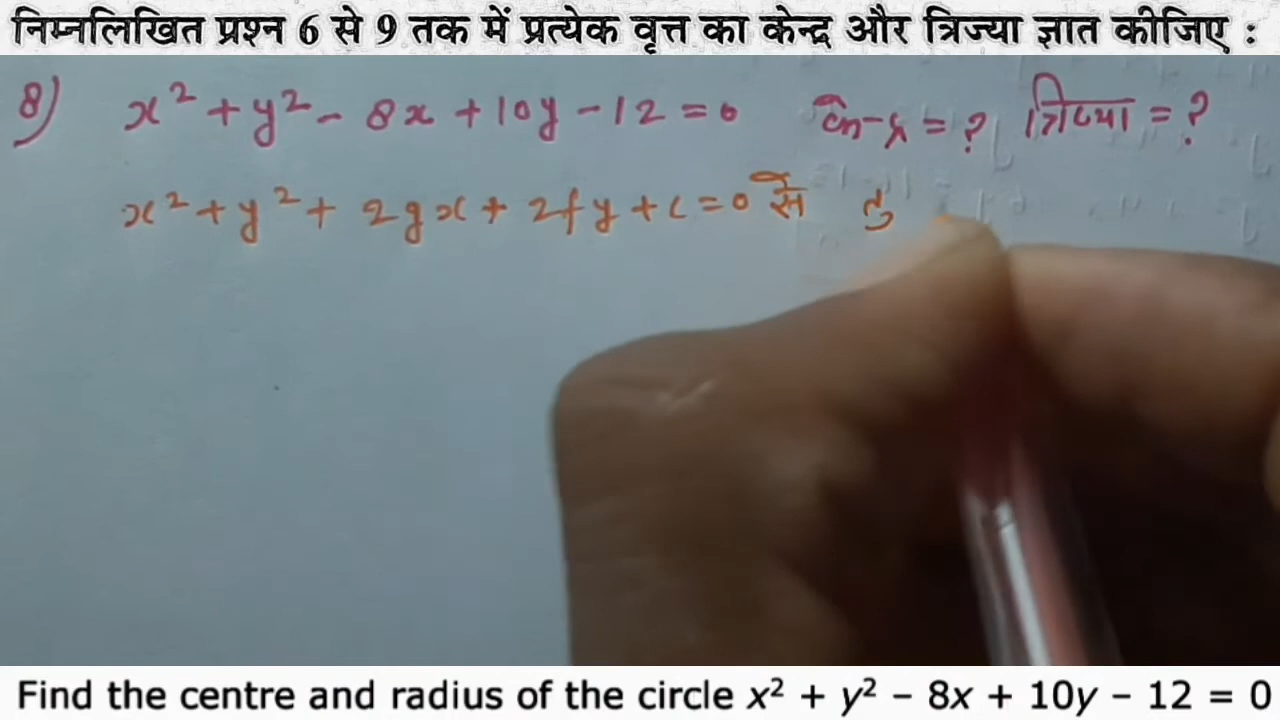 निम्नलिखित प्रश्न 6 से 9 तक में प्रत्येक वृत्त का केन्द्र और त्रिज्या ज्ञात कीजिए :
8) x² + y² - 8x + 10y - 12 = 0 केन्द्र = ? त्रिज्या = ?
x² + y² + 2gx + 2fy + c = 0 से
Find the centre and radius of the circle x² + y² – 8x + 10y – 12 = 0